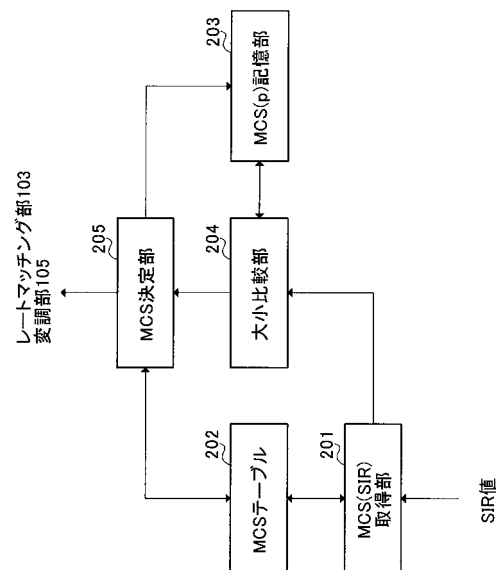 レートマッチング部103
変調部105
205
MCS決定部
203
MCS(p)記憶部
204
大小比較部
202
MCSテーブル
201
MCS(SIR)
取得部
SIR値